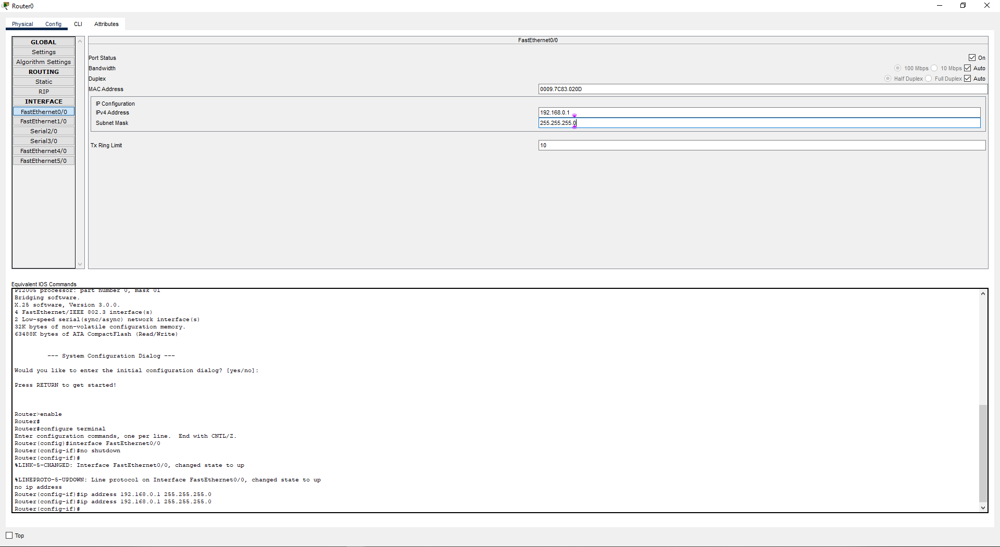 Router0
Physical Config CLI Attributes
GLOBAL
Settings
Algorithm Settings
ROUTING
Static
RIP
INTERFACE
FastEthernet0/0
FastEthernet1/0
Serial2/0
Serial3/0
FastEthernet4/0
FastEthernet5/0
FastEthernet0/0
Port Status On
Bandwidth 100 Mbps 10 Mbps Auto
Duplex Half Duplex Full Duplex Auto
MAC Address 0009.7C83.020D
IP Configuration
IPv4 Address 192.168.0.1
Subnet Mask 255.255.255.0
Tx Ring Limit 10
Equivalent IOS Commands
PT2005 processor: part number 0, mask 01
Bridging software.
X.25 software, Version 3.0.0.
4 FastEthernet/IEEE 802.3 interface(s)
2 Low-speed serial(sync/async) network interface(s)
32K bytes of non-volatile configuration memory.
63488K bytes of ATA CompactFlash (Read/Write)
--- System Configuration Dialog ---
Would you like to enter the initial configuration dialog? [yes/no]:
Press RETURN to get started!
Router>enable
Router#
Router#configure terminal
Enter configuration commands, one per line.  End with CNTL/Z.
Router(config)#interface FastEthernet0/0
Router(config-if)#no shutdown
Router(config-if)#
%LINK-5-CHANGED: Interface FastEthernet0/0, changed state to up
%LINEPROTO-5-UPDOWN: Line protocol on Interface FastEthernet0/0, changed state to up
no ip address
Router(config-if)#ip address 192.168.0.1 255.255.255.0
Router(config-if)#ip address 192.168.0.1 255.255.255.0
Router(config-if)#
Top